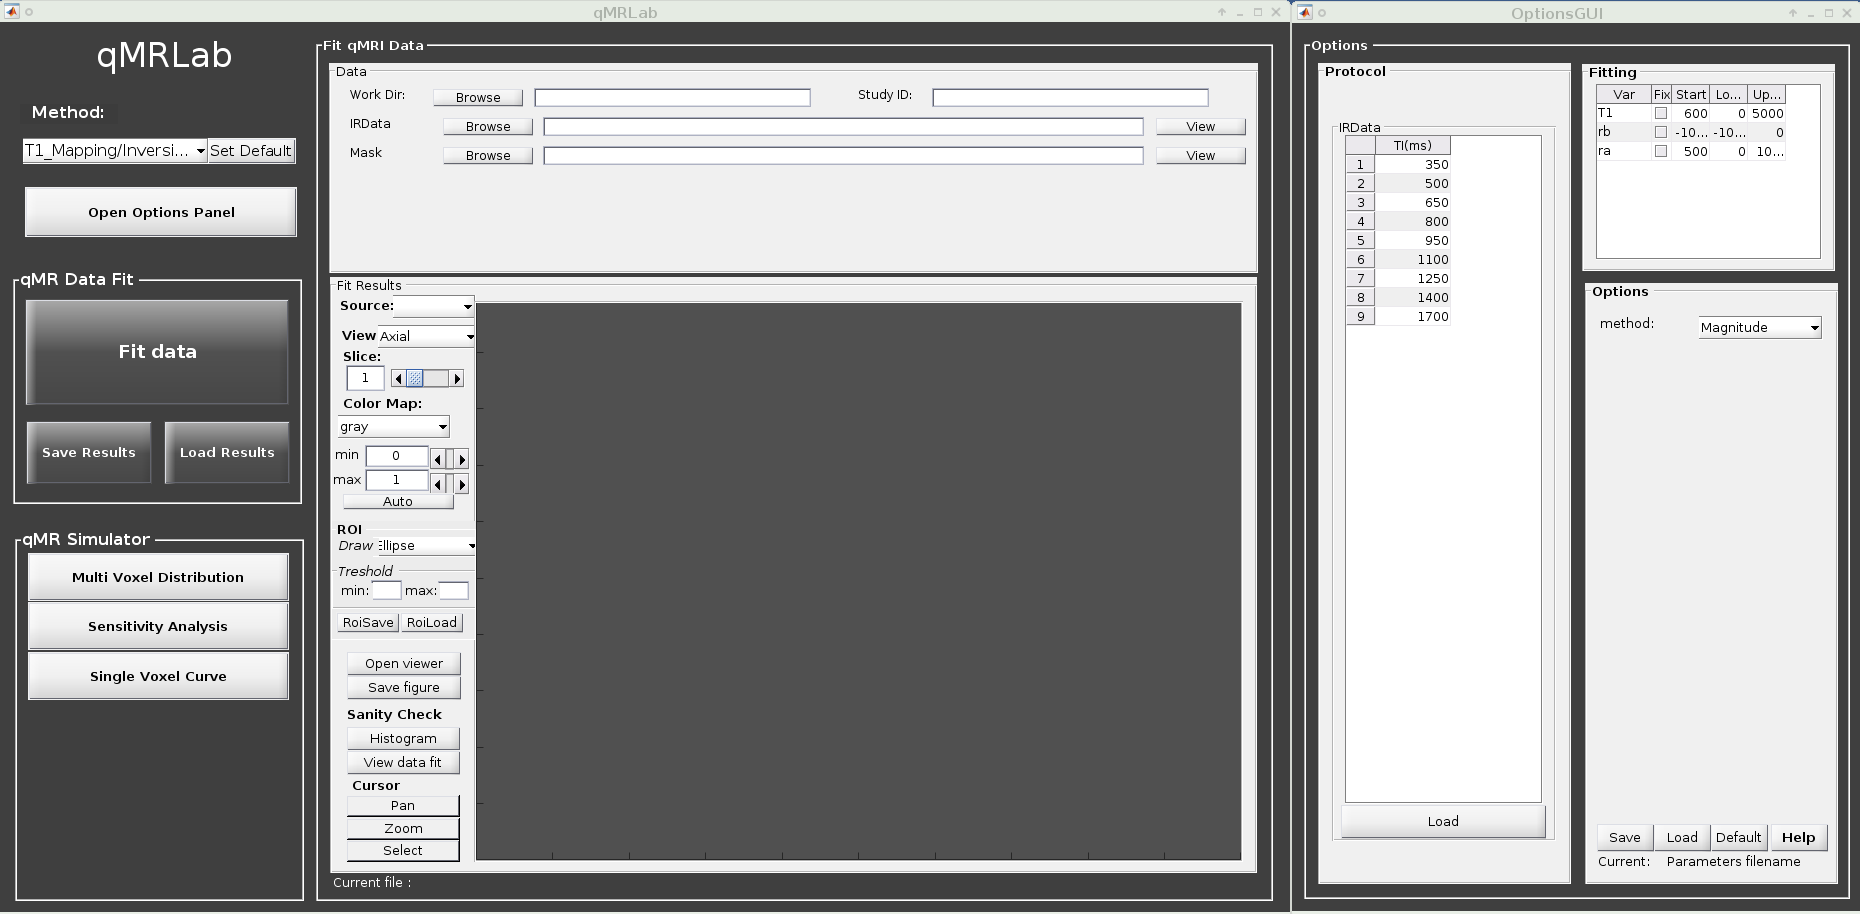 qMRLab
OptionsGUI
qMRLab
Method:
T1_Mapping/Inversi...
Set Default
Open Options Panel
qMR Data Fit
Fit data
Save Results
Load Results
qMR Simulator
Multi Voxel Distribution
Sensitivity Analysis
Single Voxel Curve
Fit qMRI Data
Data
Work Dir:
Browse
Study ID:
IRData
Browse
View
Mask
Browse
View
Fit Results
Source:
View Axial
Slice:
1
Color Map:
gray
min 0
max 1
Auto
ROI
Draw Ellipse
Treshold
min: max:
RoiSave RoiLoad
Open viewer
Save figure
Sanity Check
Histogram
View data fit
Cursor
Pan
Zoom
Select
Current file :
Options
Protocol
IRData
TI(ms)
1 350
2 500
3 650
4 800
5 950
6 1100
7 1250
8 1400
9 1700
Load
Fitting
Var Fix Start Lo... Up...
T1 600 0 5000
rb -10... -10... 0
ra 500 0 10...
Options
method: Magnitude
Save Load Default Help
Current: Parameters filename